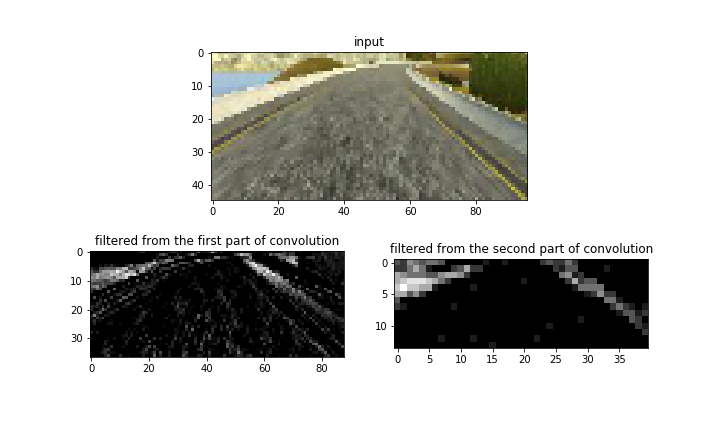 input
0
10
20
30
40
0 20 40 60 80
filtered from the first part of convolution
0
10
20
30
0 20 40 60 80
filtered from the second part of convolution
0
5
10
0 5 10 15 20 25 30 35